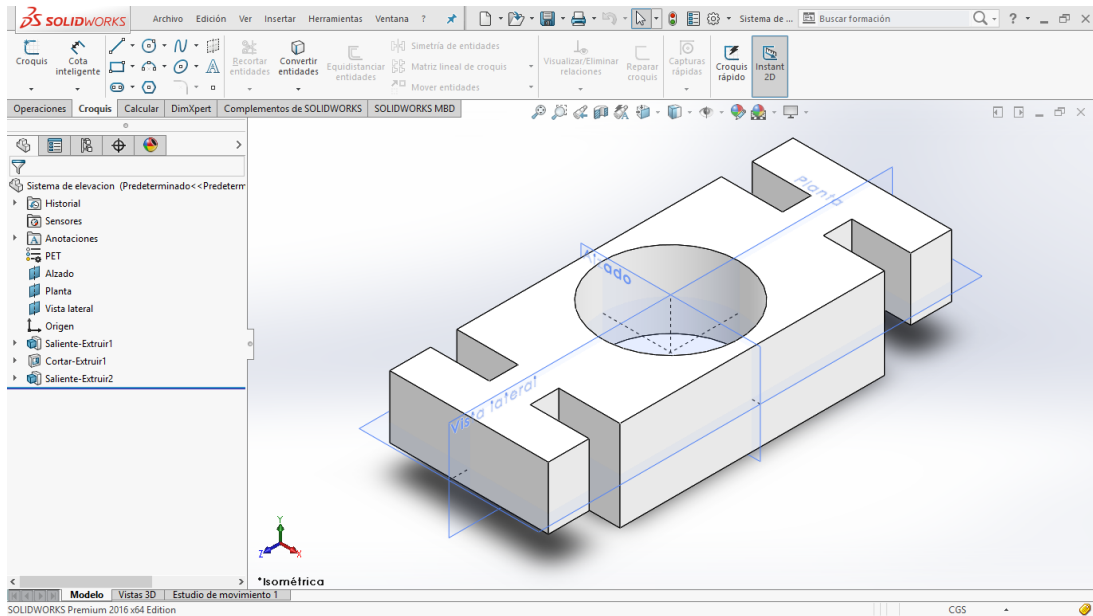 SOLIDWORKS Archivo Edición Ver Insertar Herramientas Ventana ? Sistema de ... Buscar formación ?
Croquis Cota inteligente Recortar entidades Convertir entidades Equidistanciar entidades Simetría de entidades Matriz lineal de croquis Mover entidades Visualizar/Eliminar relaciones Reparar croquis Capturas rápidas Croquis rápido Instant 2D
Operaciones Croquis Calcular DimXpert Complementos de SOLIDWORKS SOLIDWORKS MBD
Sistema de elevacion (Predeterminado<<Predeterm
Historial
Sensores
Anotaciones
PET
Alzado
Planta
Vista lateral
Origen
Saliente-Extruir1
Cortar-Extruir1
Saliente-Extruir2
Planta
Alzado
Vista lateral
Y
Z X
*Isométrica
Modelo Vistas 3D Estudio de movimiento 1
SOLIDWORKS Premium 2016 x64 Edition CGS